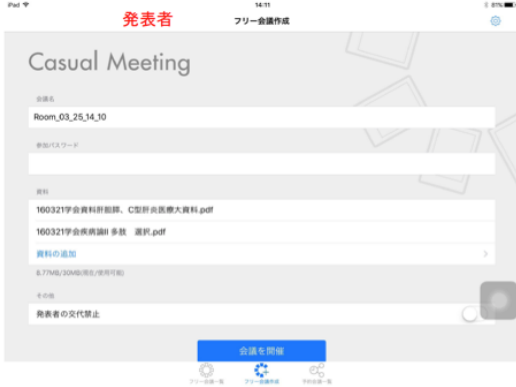 iPad 14:11 81%
発表者
フリー会議作成
Casual Meeting
会議名
Room_03_25_14_10
参加パスワード
資料
160321学会資料肝胆膵、C型肝炎医療大資料.pdf
160321学会疾病論II 多肢 選択.pdf
資料の追加
8.77MB/30MB(現在/使用可能)
その他
発表者の交代禁止
会議を開催
フリー会議一覧 フリー会議作成 予約会議一覧